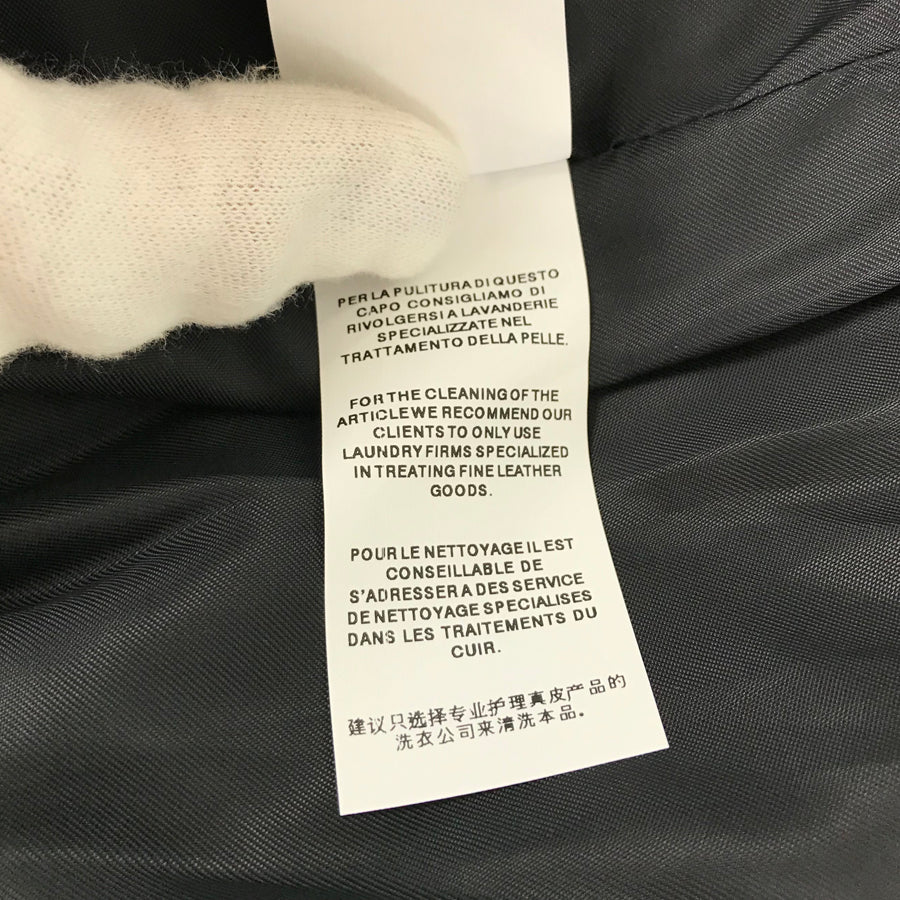 PER LA PULITURA DI QUESTO
CAPO CONSIGLIAMO DI
RIVOLGERSI A LAVANDERIE
SPECIALIZZATE NEL
TRATTAMENTO DELLA PELLE.
FOR THE CLEANING OF THE
ARTICLE WE RECOMMEND OUR
CLIENTS TO ONLY USE
LAUNDRY FIRMS SPECIALIZED
IN TREATING FINE LEATHER
GOODS.
POUR LE NETTOYAGE IL EST
CONSEILLABLE DE
S'ADRESSER A DES SERVICE
DE NETTOYAGE SPECIALISES
DANS LES TRAITEMENTS DU
CUIR.
建议只选择专业护理真皮产品的
洗衣公司来清洗本品。